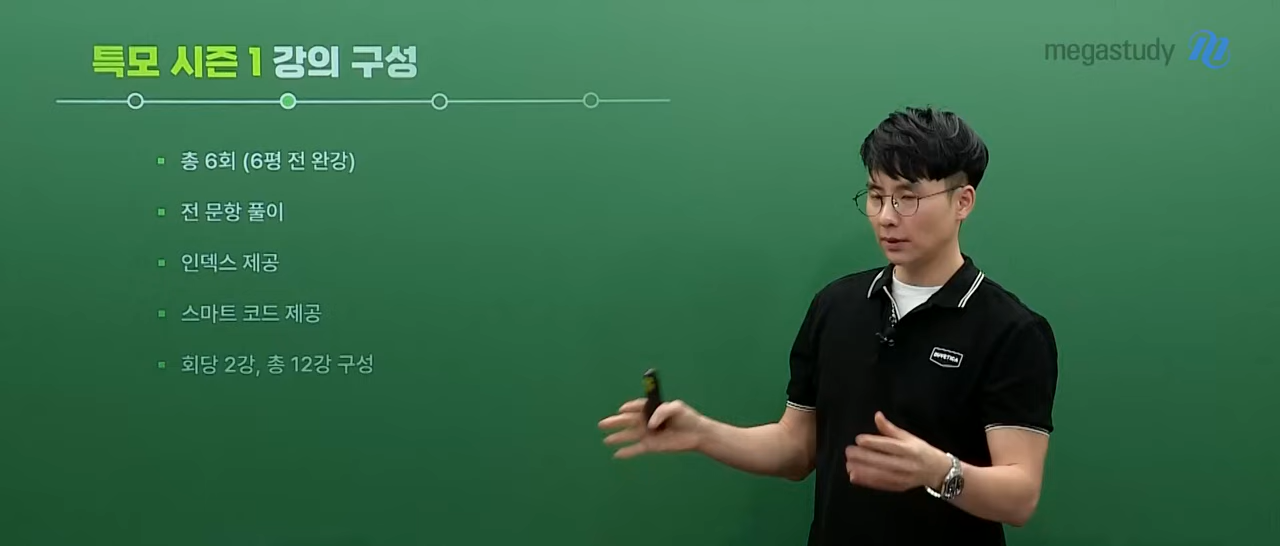 특모 시즌 1 강의 구성
megastudy
총 6회 (6평 전 완강)
전 문항 풀이
인덱스 제공
스마트 코드 제공
회당 2강, 총 12강 구성
DUVETICA